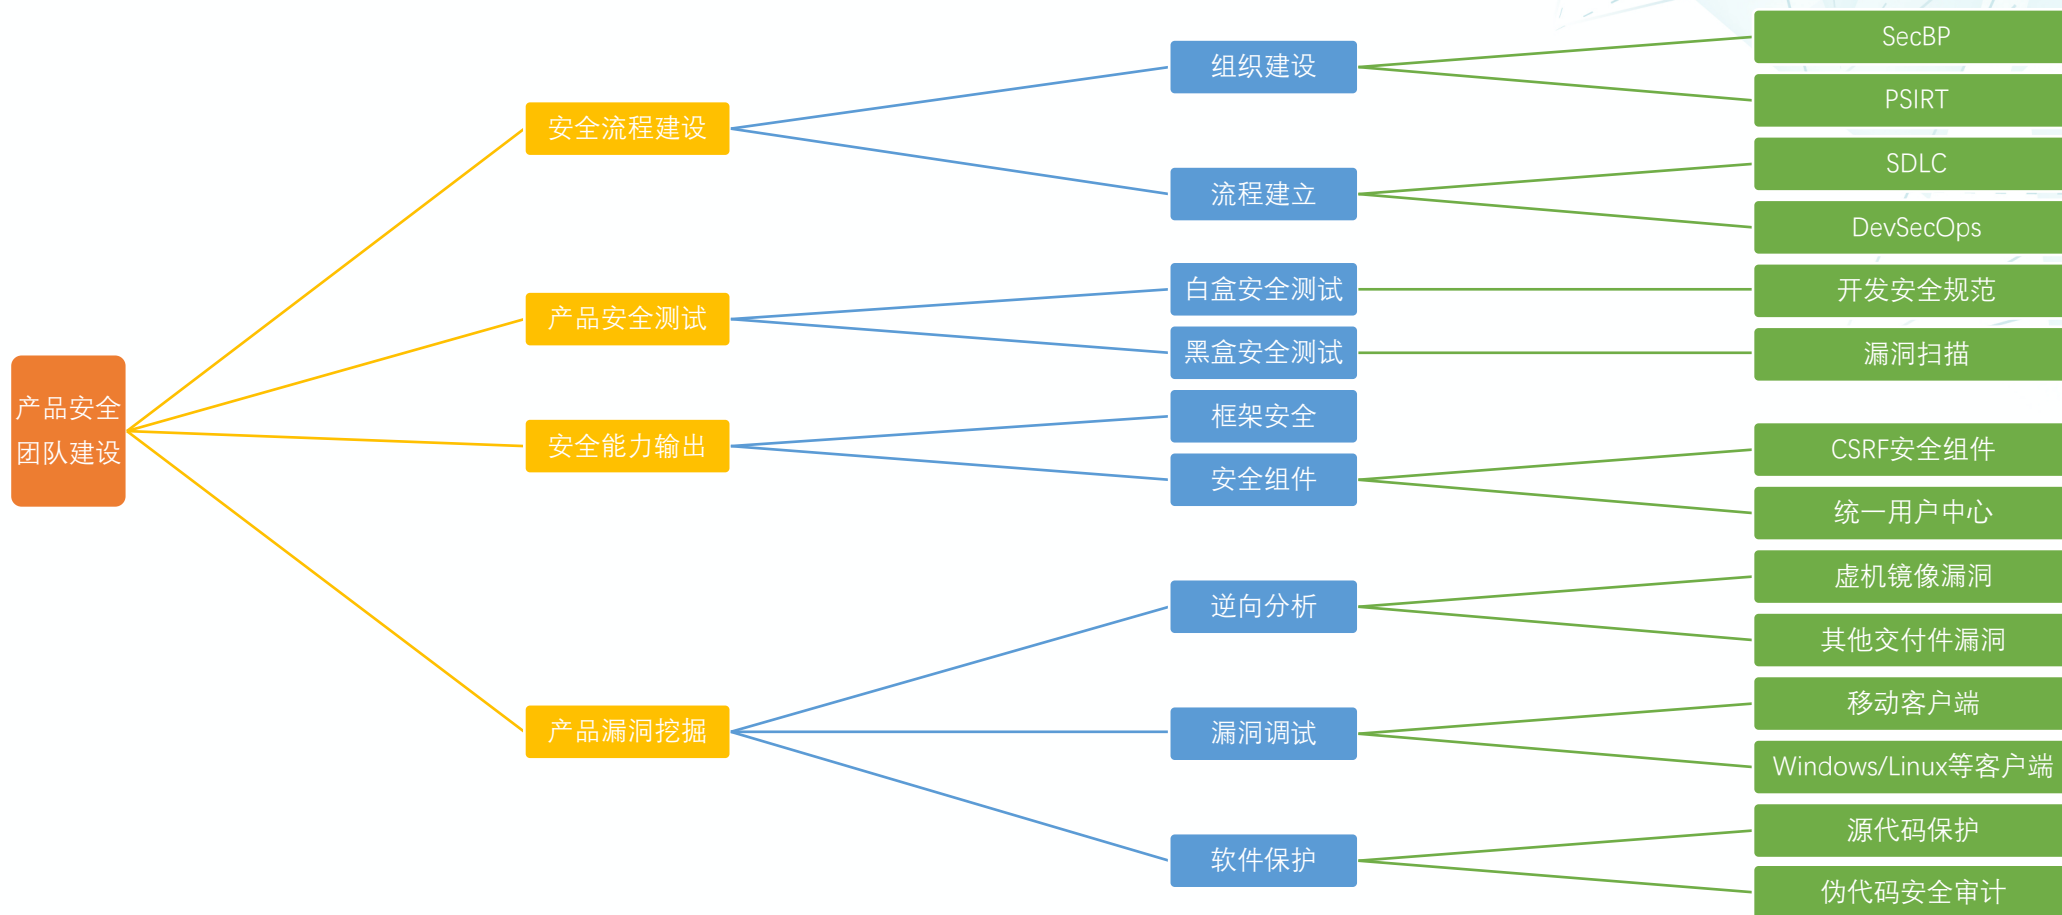 产品安全
团队建设
安全流程建设
组织建设
SecBP
PSIRT
流程建立
SDLC
DevSecOps
产品安全测试
白盒安全测试
开发安全规范
黑盒安全测试
漏洞扫描
安全能力输出
框架安全
安全组件
CSRF安全组件
统一用户中心
产品漏洞挖掘
逆向分析
虚机镜像漏洞
其他交付件漏洞
漏洞调试
移动客户端
Windows/Linux等客户端
软件保护
源代码保护
伪代码安全审计